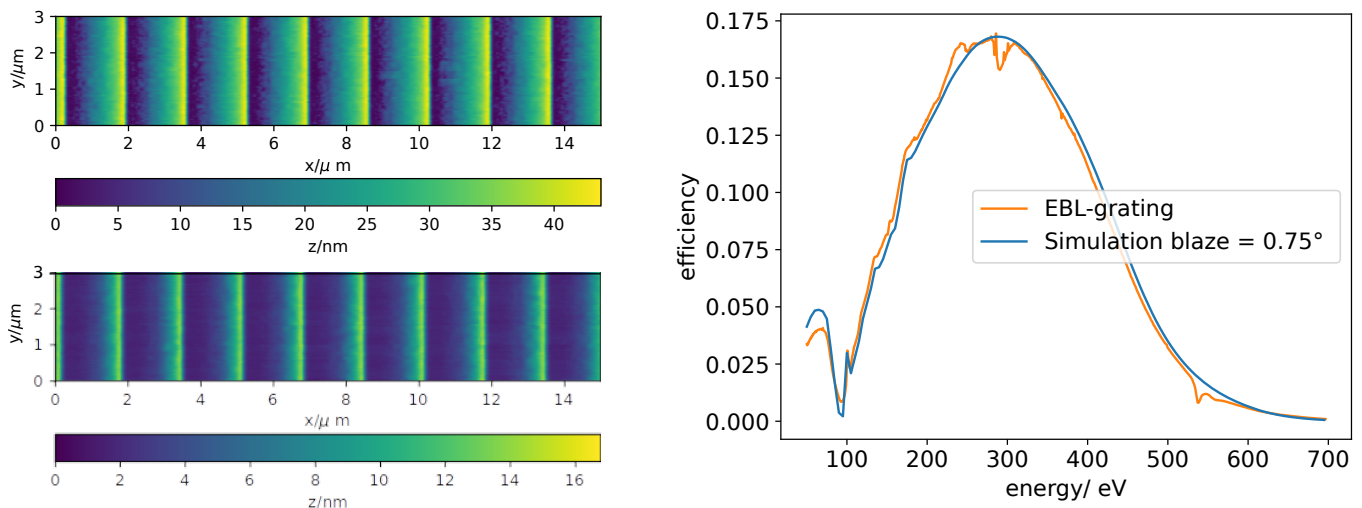 3
2
1
0
y/μm
0 2 4 6 8 10 12 14
x/μ m
0 5 10 15 20 25 30 35 40
z/nm
3
2
1
0
y/μm
0 2 4 6 8 10 12 14
x/μ m
0 2 4 6 8 10 12 14 16
z/nm
0.175
0.150
0.125
0.100
0.075
0.050
0.025
0.000
efficiency
EBL-grating
Simulation blaze = 0.75°
100 200 300 400 500 600 700
energy/ eV